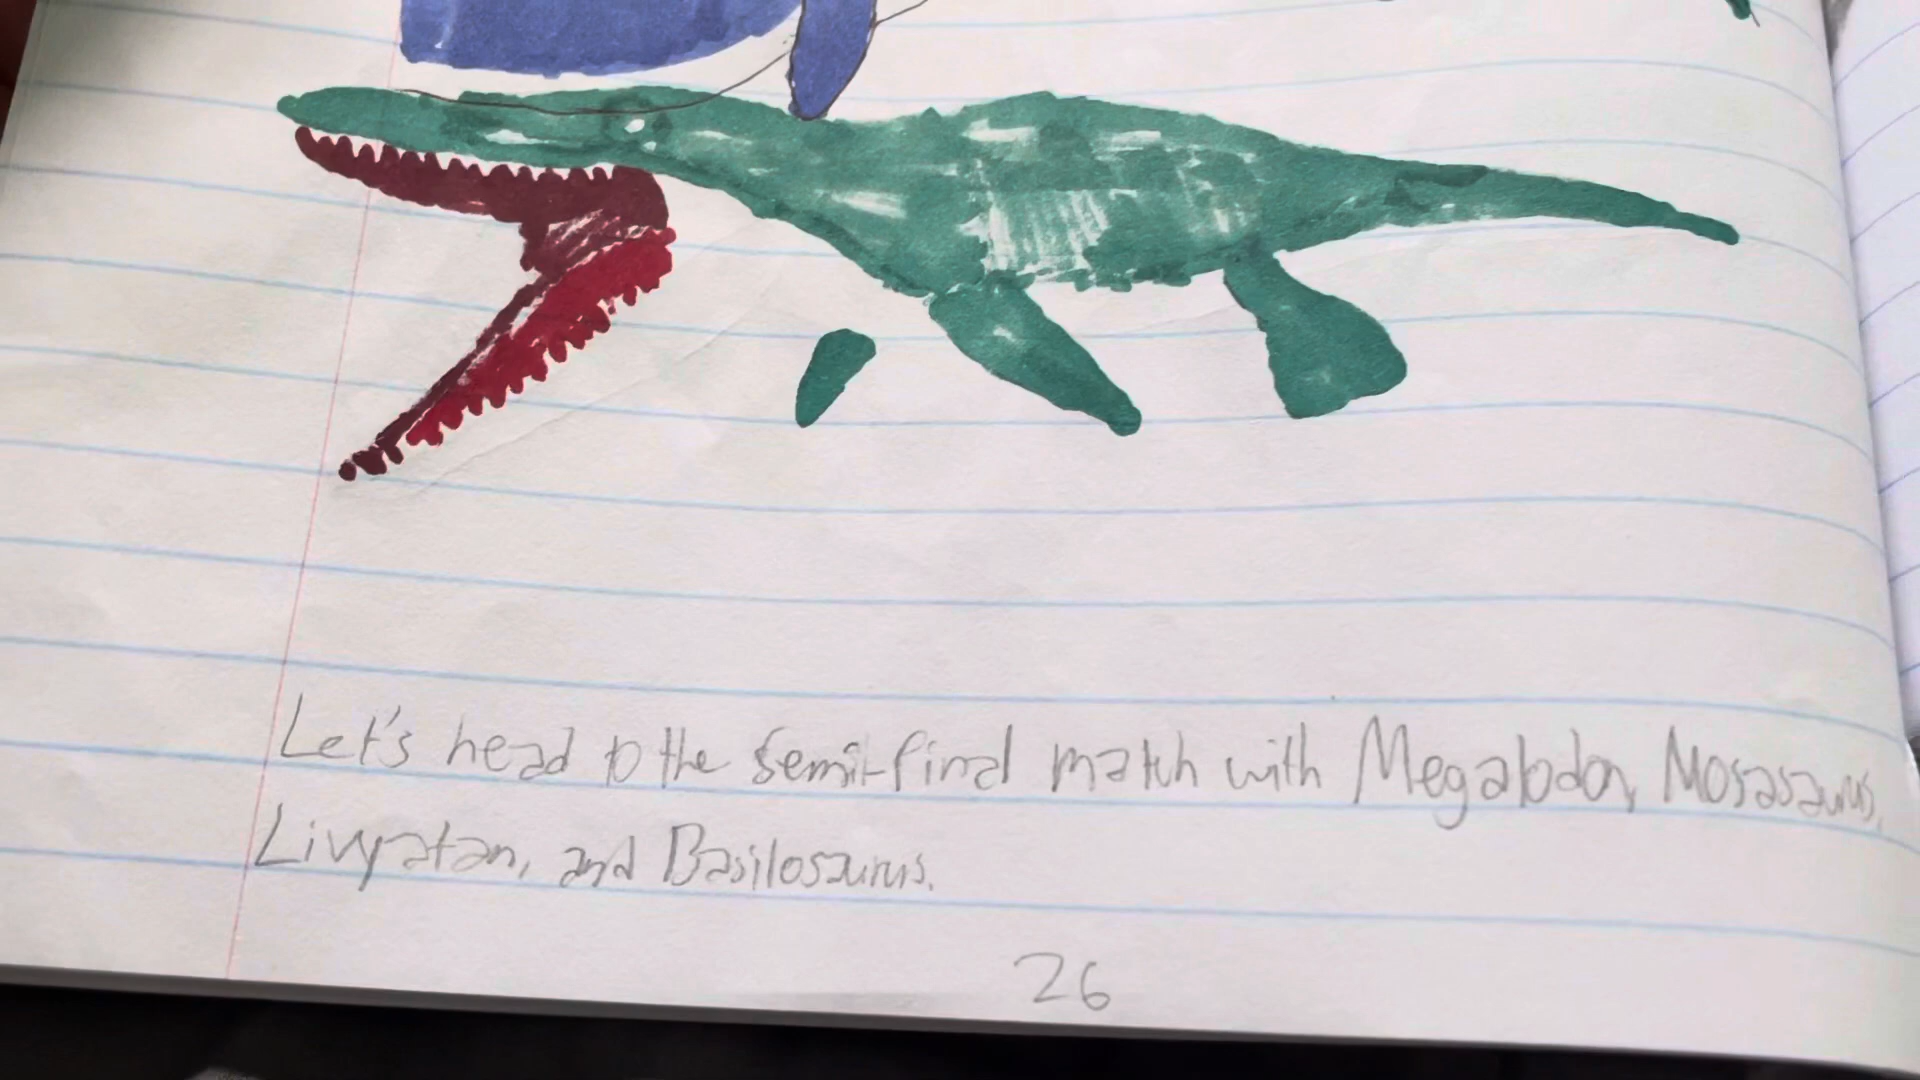 Let's head to the semi-final match with Megalodon, Mosasaurus,
Livyatan, and Basilosaurus.
26